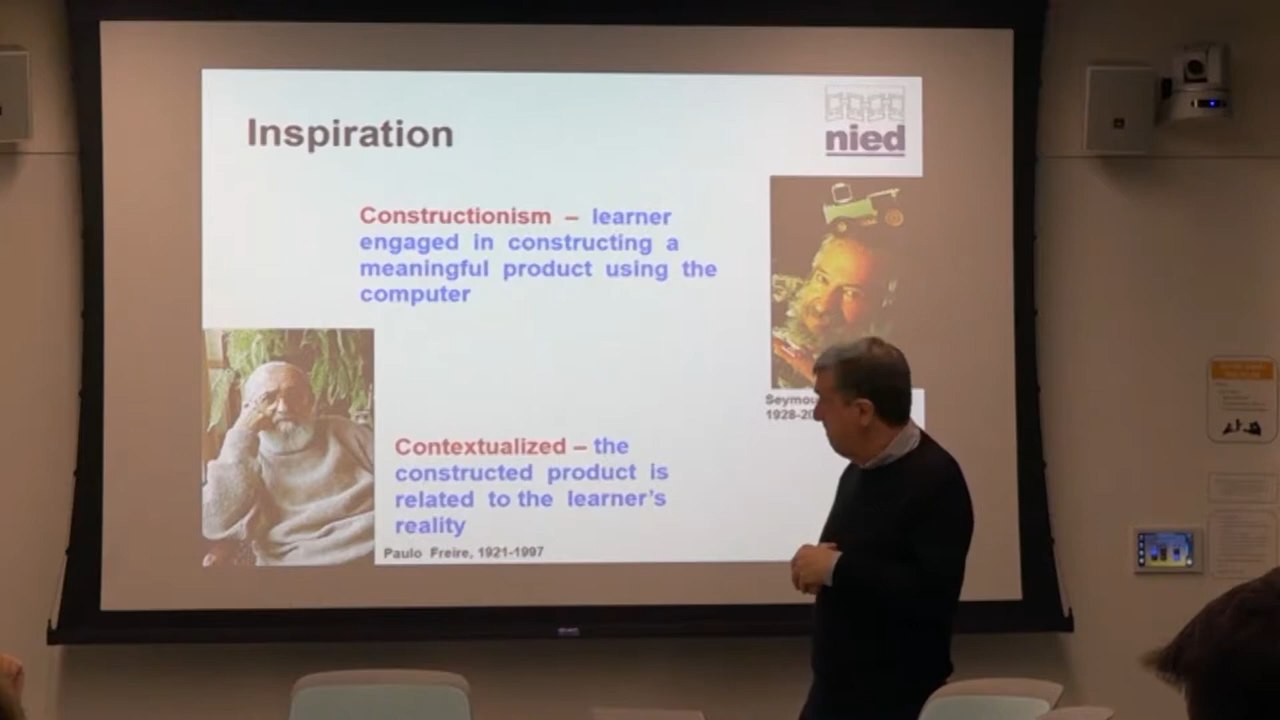 Inspiration
nied
Constructionism – learner
engaged in constructing a
meaningful product using the
computer
Contextualized – the
constructed product is
related to the learner's
reality
Paulo Freire, 1921-1997
1928-20